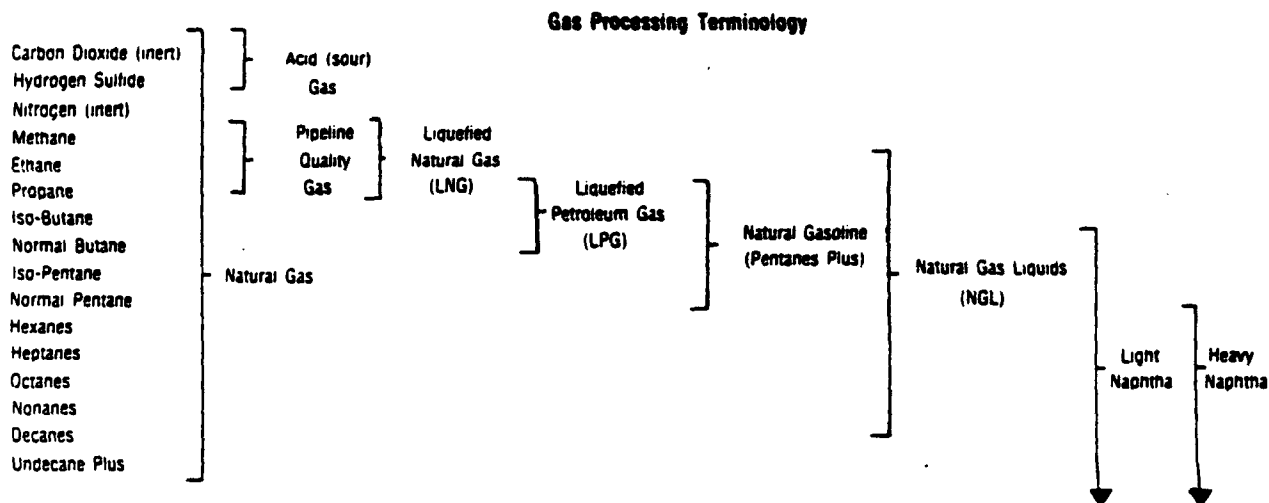 Gas Processing Terminology
Carbon Dioxide (inert)
Hydrogen Sulfide
Nitrogen (inert)
Methane
Ethane
Propane
Iso-Butane
Normal Butane
Iso-Pentane
Normal Pentane
Hexanes
Heptanes
Octanes
Nonanes
Decanes
Undecane Plus
Natural Gas
Acid (sour)
Gas
Pipeline
Quality
Gas
Liquefied
Natural Gas
(LNG)
Liquefied
Petroleum Gas
(LPG)
Natural Gasoline
(Pentanes Plus)
Natural Gas Liquids
(NGL)
Light
Naphtha
Heavy
Naphtha